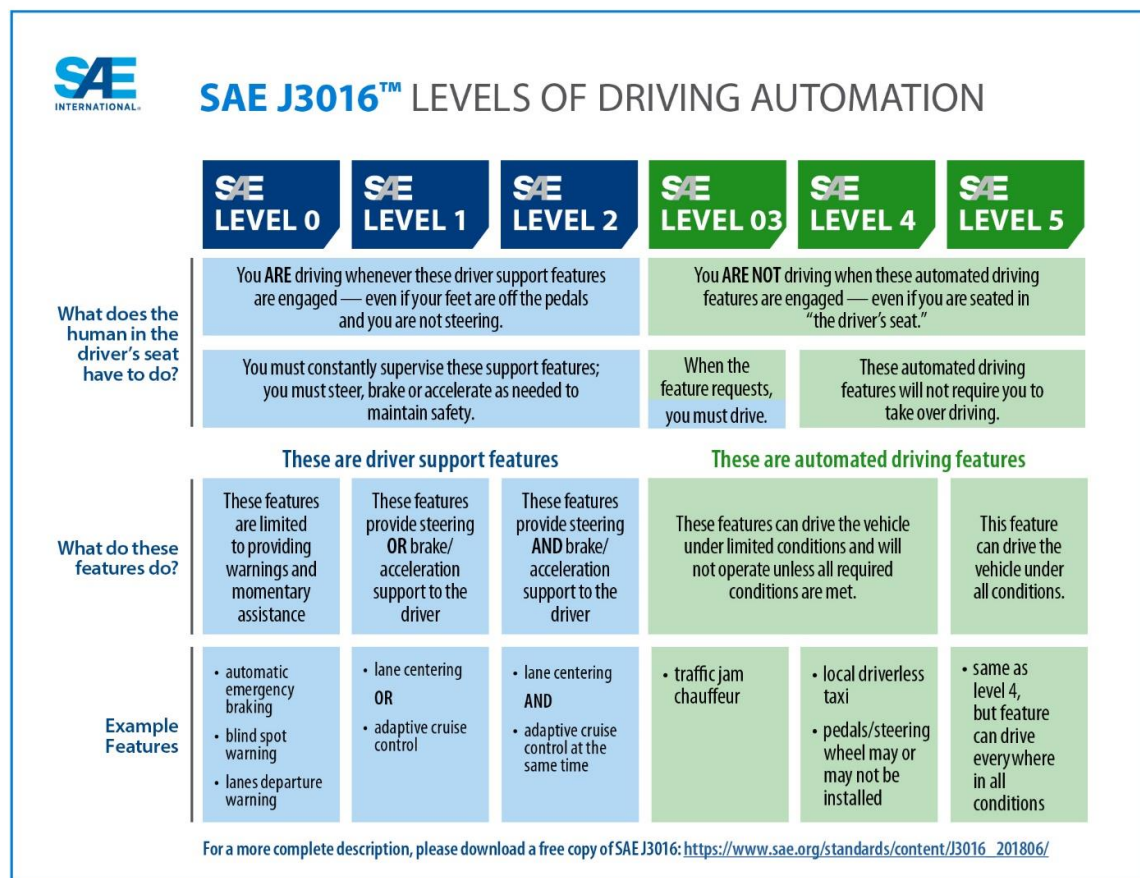 SAE
INTERNATIONAL®
SAE J3016™ LEVELS OF DRIVING AUTOMATION
SAE
LEVEL 0
SAE
LEVEL 1
SAE
LEVEL 2
SAE
LEVEL 03
SAE
LEVEL 4
SAE
LEVEL 5
What does the
human in the
driver's seat
have to do?
You ARE driving whenever these driver support features
are engaged — even if your feet are off the pedals
and you are not steering.
You ARE NOT driving when these automated driving
features are engaged — even if you are seated in
“the driver's seat.”
You must constantly supervise these support features;
you must steer, brake or accelerate as needed to
maintain safety.
When the
feature requests,
you must drive.
These automated driving
features will not require you to
take over driving.
These are driver support features
These are automated driving features
What do these
features do?
These features
are limited
to providing
warnings and
momentary
assistance
These features
provide steering
OR brake/
acceleration
support to the
driver
These features
provide steering
AND brake/
acceleration
support to the
driver
These features can drive the vehicle
under limited conditions and will
not operate unless all required
conditions are met.
This feature
can drive the
vehicle under
all conditions.
Example
Features
• automatic
emergency
braking
• blind spot
warning
• lanes departure
warning
• lane centering
OR
• adaptive cruise
control
• lane centering
AND
• adaptive cruise
control at the
same time
• traffic jam
chauffeur
• local driverless
taxi
• pedals/steering
wheel may or
may not be
installed
• same as
level 4,
but feature
can drive
everywhere
in all
conditions
For a more complete description, please download a free copy of SAE J3016: https://www.sae.org/standards/content/J3016_201806/